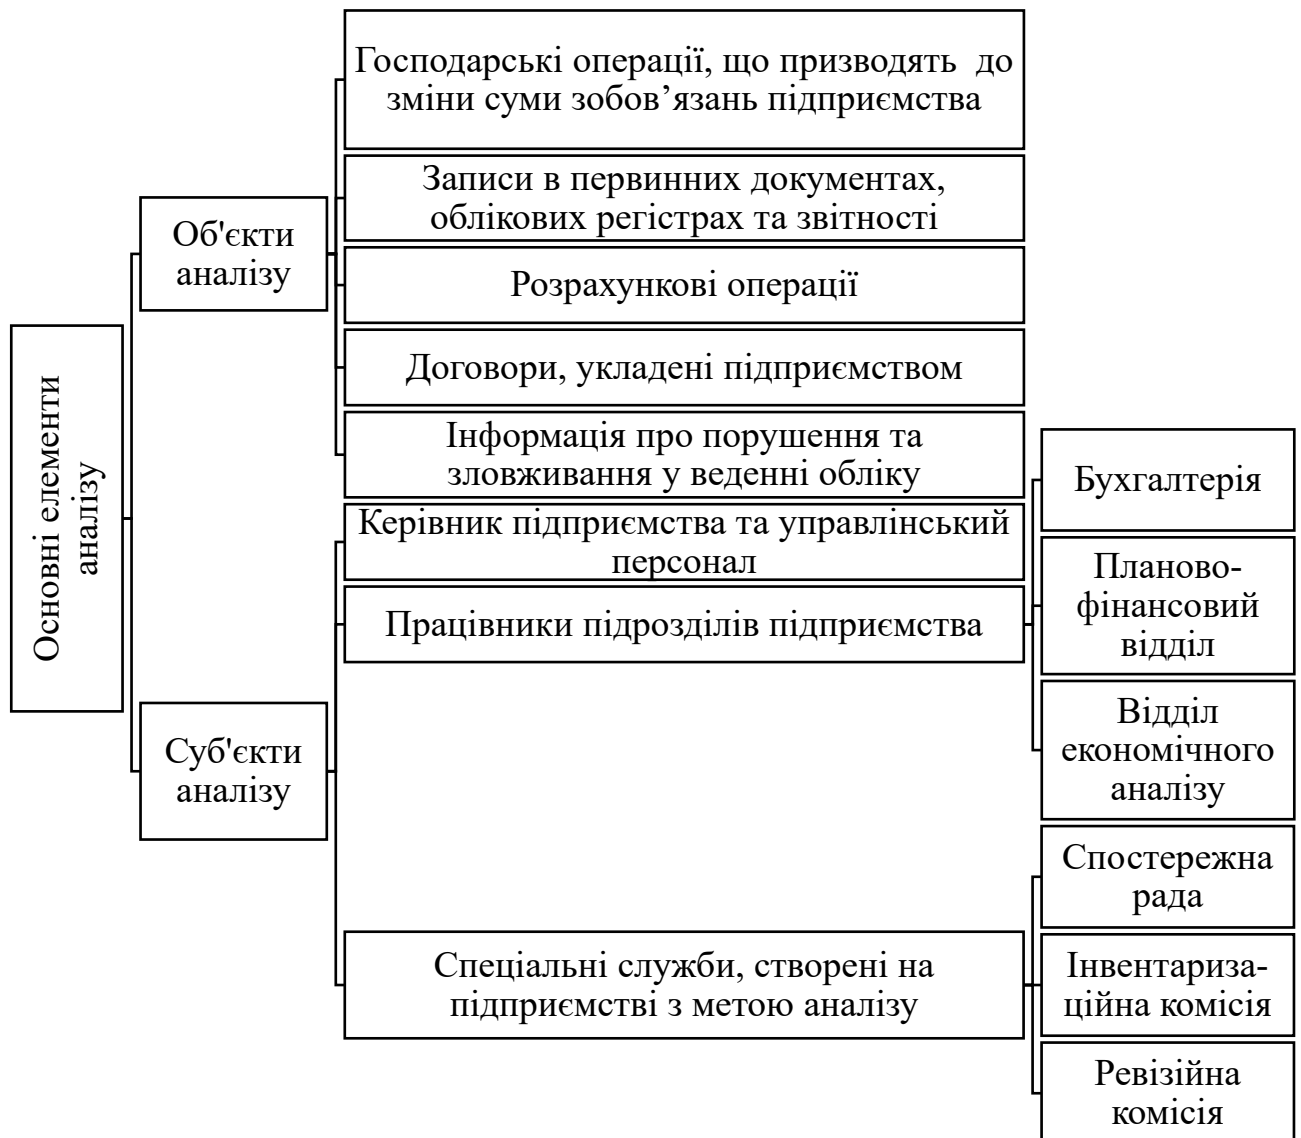 Основні елементи
аналізу
Об'єкти
аналізу
Господарські операції, що призводять до
зміни суми зобов’язань підприємства
Записи в первинних документах,
облікових регістрах та звітності
Розрахункові операції
Договори, укладені підприємством
Інформація про порушення та
зловживання у веденні обліку
Суб'єкти
аналізу
Керівник підприємства та управлінський
персонал
Працівники підрозділів підприємства
Бухгалтерія
Планово-
фінансовий
відділ
Відділ
економічного
аналізу
Спеціальні служби, створені на
підприємстві з метою аналізу
Спостережна
рада
Інвентариза-
ційна комісія
Ревізійна
комісія